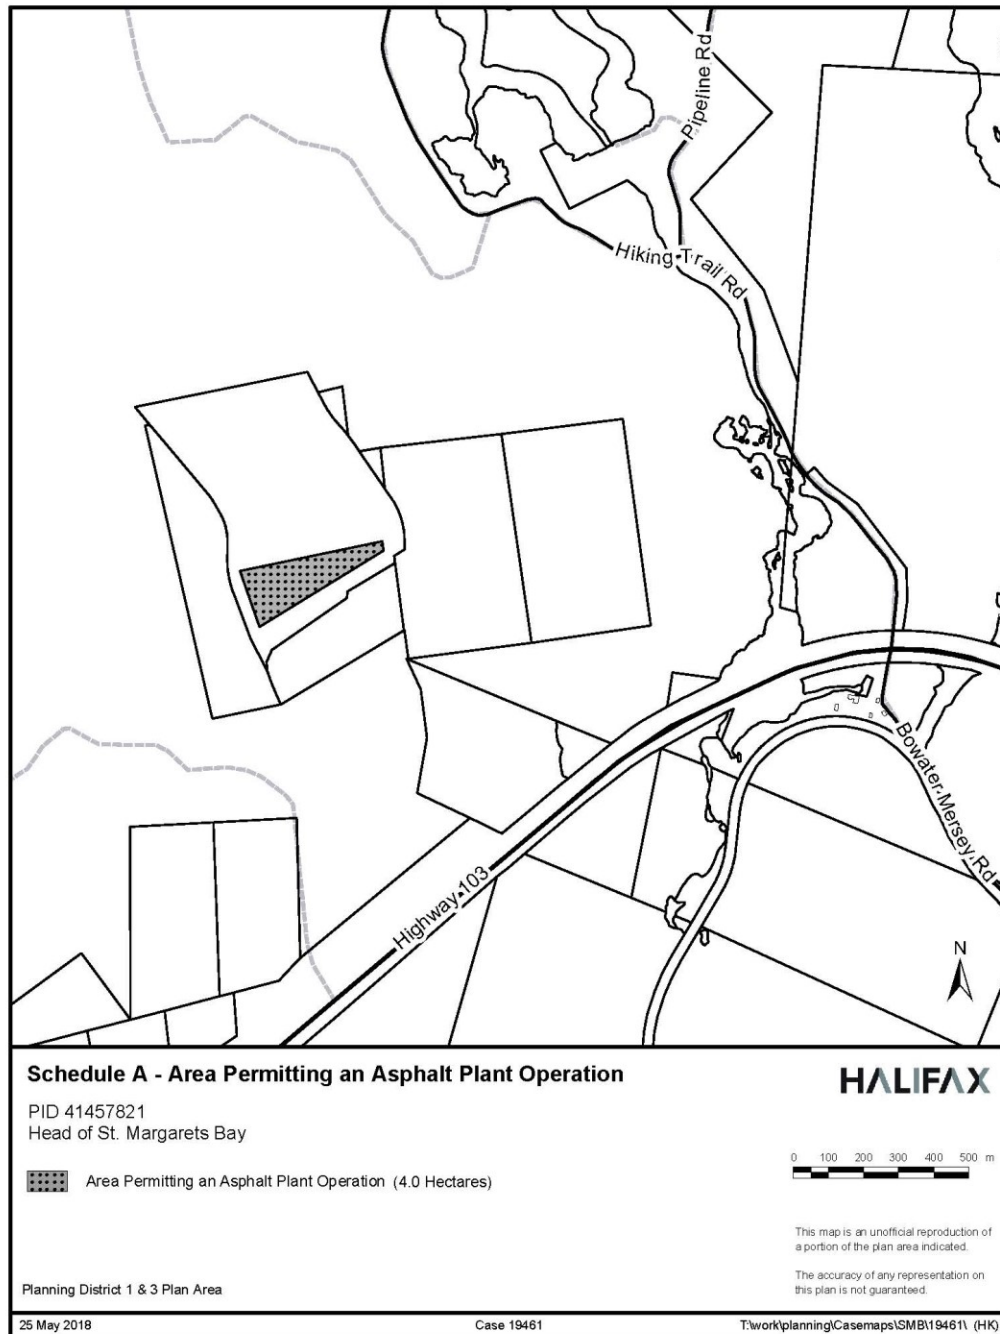 Pipeline Rd
Hiking Trail Rd
Bowater Mersey Rd
Highway 103
N
Schedule A - Area Permitting an Asphalt Plant Operation
HALIFAX
PID 41457821
Head of St. Margarets Bay
Area Permitting an Asphalt Plant Operation (4.0 Hectares)
0 100 200 300 400 500 m
This map is an unofficial reproduction of
a portion of the plan area indicated.
The accuracy of any representation on
this plan is not guaranteed.
Planning District 1 & 3 Plan Area
25 May 2018
Case 19461
T:\work\planning\Casemaps\SMB\19461\ (HK)